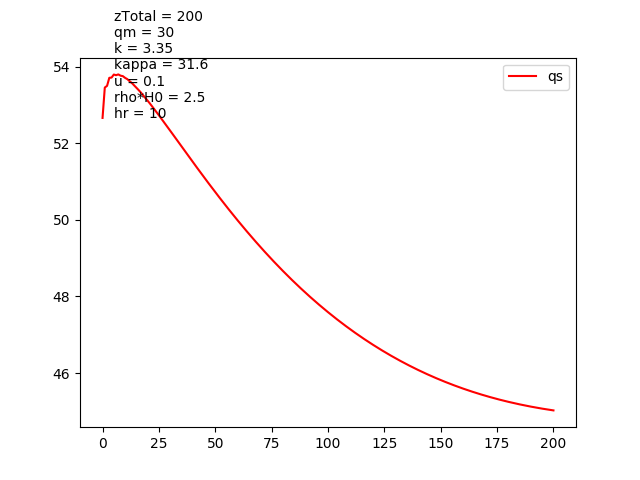 zTotal = 200
qm = 30
k = 3.35
kappa = 31.6
u = 0.1
rho*H0 = 2.5
hr = 10
qs
54
52
50
48
46
0 25 50 75 100 125 150 175 200